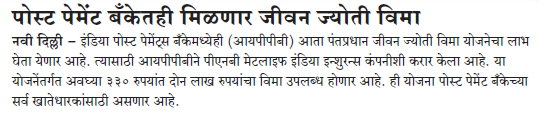 पोस्ट पेमेंट बँकेतही मिळणार जीवन ज्योती विमा
नवी दिल्ली – इंडिया पोस्ट पेमेंट्स बँकेमध्येही (आयपीपीबी) आता पंतप्रधान जीवन ज्योती विमा योजनेचा लाभ
घेता येणार आहे. त्यासाठी आयपीपीबीने पीएनबी मेटलाइफ इंडिया इन्शुरन्स कंपनीशी करार केला आहे. या
योजनेंतर्गत अवघ्या ३३० रुपयांत दोन लाख रुपयांचा विमा उपलब्ध होणार आहे. ही योजना पोस्ट पेमेंट बँकेच्या
सर्व खातेधारकांसाठी असणार आहे.